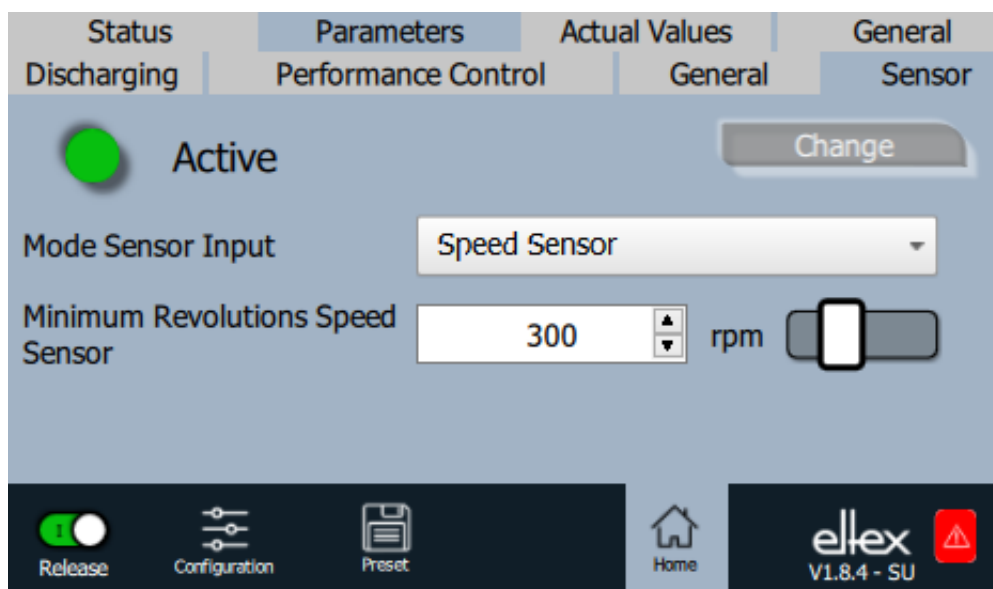 Status Parameters Actual Values General
Discharging Performance Control General Sensor
Active Change
Mode Sensor Input Speed Sensor
Minimum Revolutions Speed
Sensor
300 rpm
I
Release Configuration Preset Home
eltex
V1.8.4 - SU